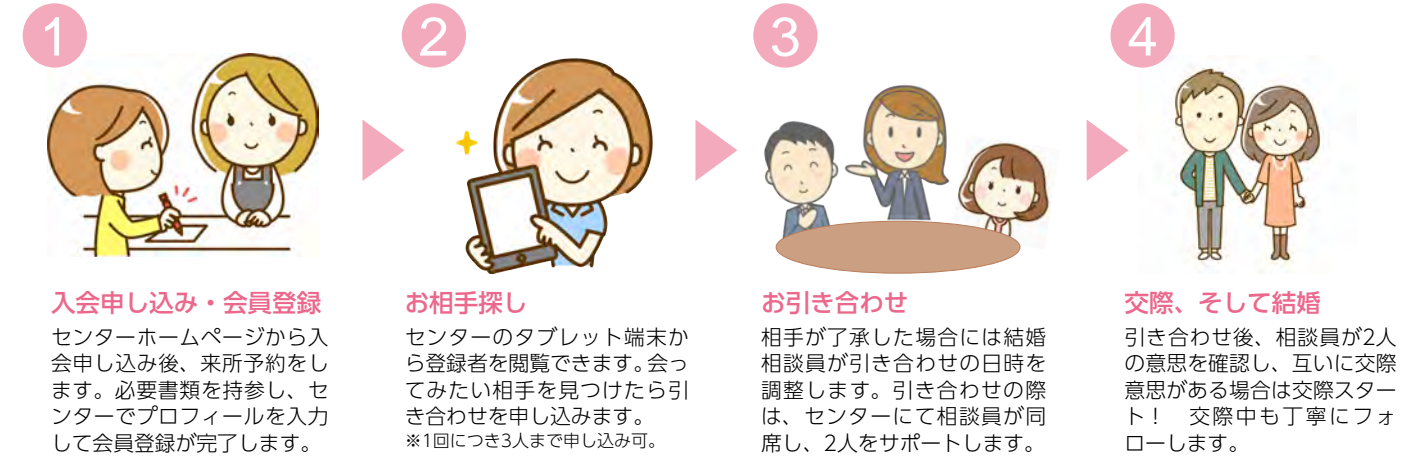 1
入会申し込み・会員登録
センターホームページから入
会申し込み後、来所予約をし
ます。必要書類を持参し、セ
ンターでプロフィールを入力
して会員登録が完了します。
2
お相手探し
センターのタブレット端末か
ら登録者を閲覧できます。会っ
てみたい相手を見つけたら引
き合わせを申し込みます。
※1回につき3人まで申し込み可。
3
お引き合わせ
相手が了承した場合には結婚
相談員が引き合わせの日時を
調整します。引き合わせの際
は、センターにて相談員が同
席し、2人をサポートします。
4
交際、そして結婚
引き合わせ後、相談員が2人
の意思を確認し、互いに交際
意思がある場合は交際スター
ト！　交際中も丁寧にフォ
ローします。